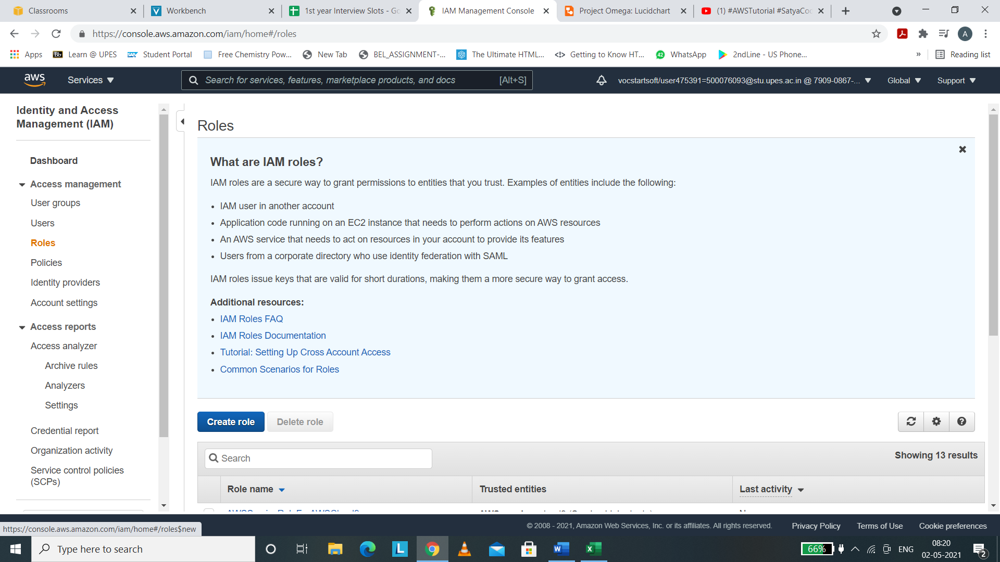 Classrooms
Workbench
1st year Interview Slots - Go
IAM Management Console
Project Omega: Lucidchart
(1) #AWSTutorial #SatyaCo
https://console.aws.amazon.com/iam/home#/roles
A
Apps
Bb
Learn @ UPES
SAP
Student Portal
Free Chemistry Pow...
New Tab
BEL_ASSIGNMENT-...
The Ultimate HTML...
Getting to Know HT...
42
WhatsApp
2ndLine - US Phone...
»
Reading list
aws
Services
Search for services, features, marketplace products, and docs
[Alt+S]
vocstartsoft/user475391=500076093@stu.upes.ac.in @ 7909-0867-...
Global
Support
Identity and Access
Management (IAM)
Dashboard
Access management
User groups
Users
Roles
Policies
Identity providers
Account settings
Access reports
Access analyzer
Archive rules
Analyzers
Settings
Credential report
Organization activity
Service control policies
(SCPs)
Roles
What are IAM roles?
IAM roles are a secure way to grant permissions to entities that you trust. Examples of entities include the following:
• IAM user in another account
• Application code running on an EC2 instance that needs to perform actions on AWS resources
• An AWS service that needs to act on resources in your account to provide its features
• Users from a corporate directory who use identity federation with SAML
IAM roles issue keys that are valid for short durations, making them a more secure way to grant access.
Additional resources:
• IAM Roles FAQ
• IAM Roles Documentation
• Tutorial: Setting Up Cross Account Access
• Common Scenarios for Roles
Create role
Delete role
Search
Showing 13 results
Role name
Trusted entities
Last activity
https://console.aws.amazon.com/iam/home#/roles$new
© 2008 - 2021, Amazon Web Services, Inc. or its affiliates. All rights reserved.
Privacy Policy
Terms of Use
Cookie preferences
Type here to search
L
W
X
66%
ENG
08:20
02-05-2021
2